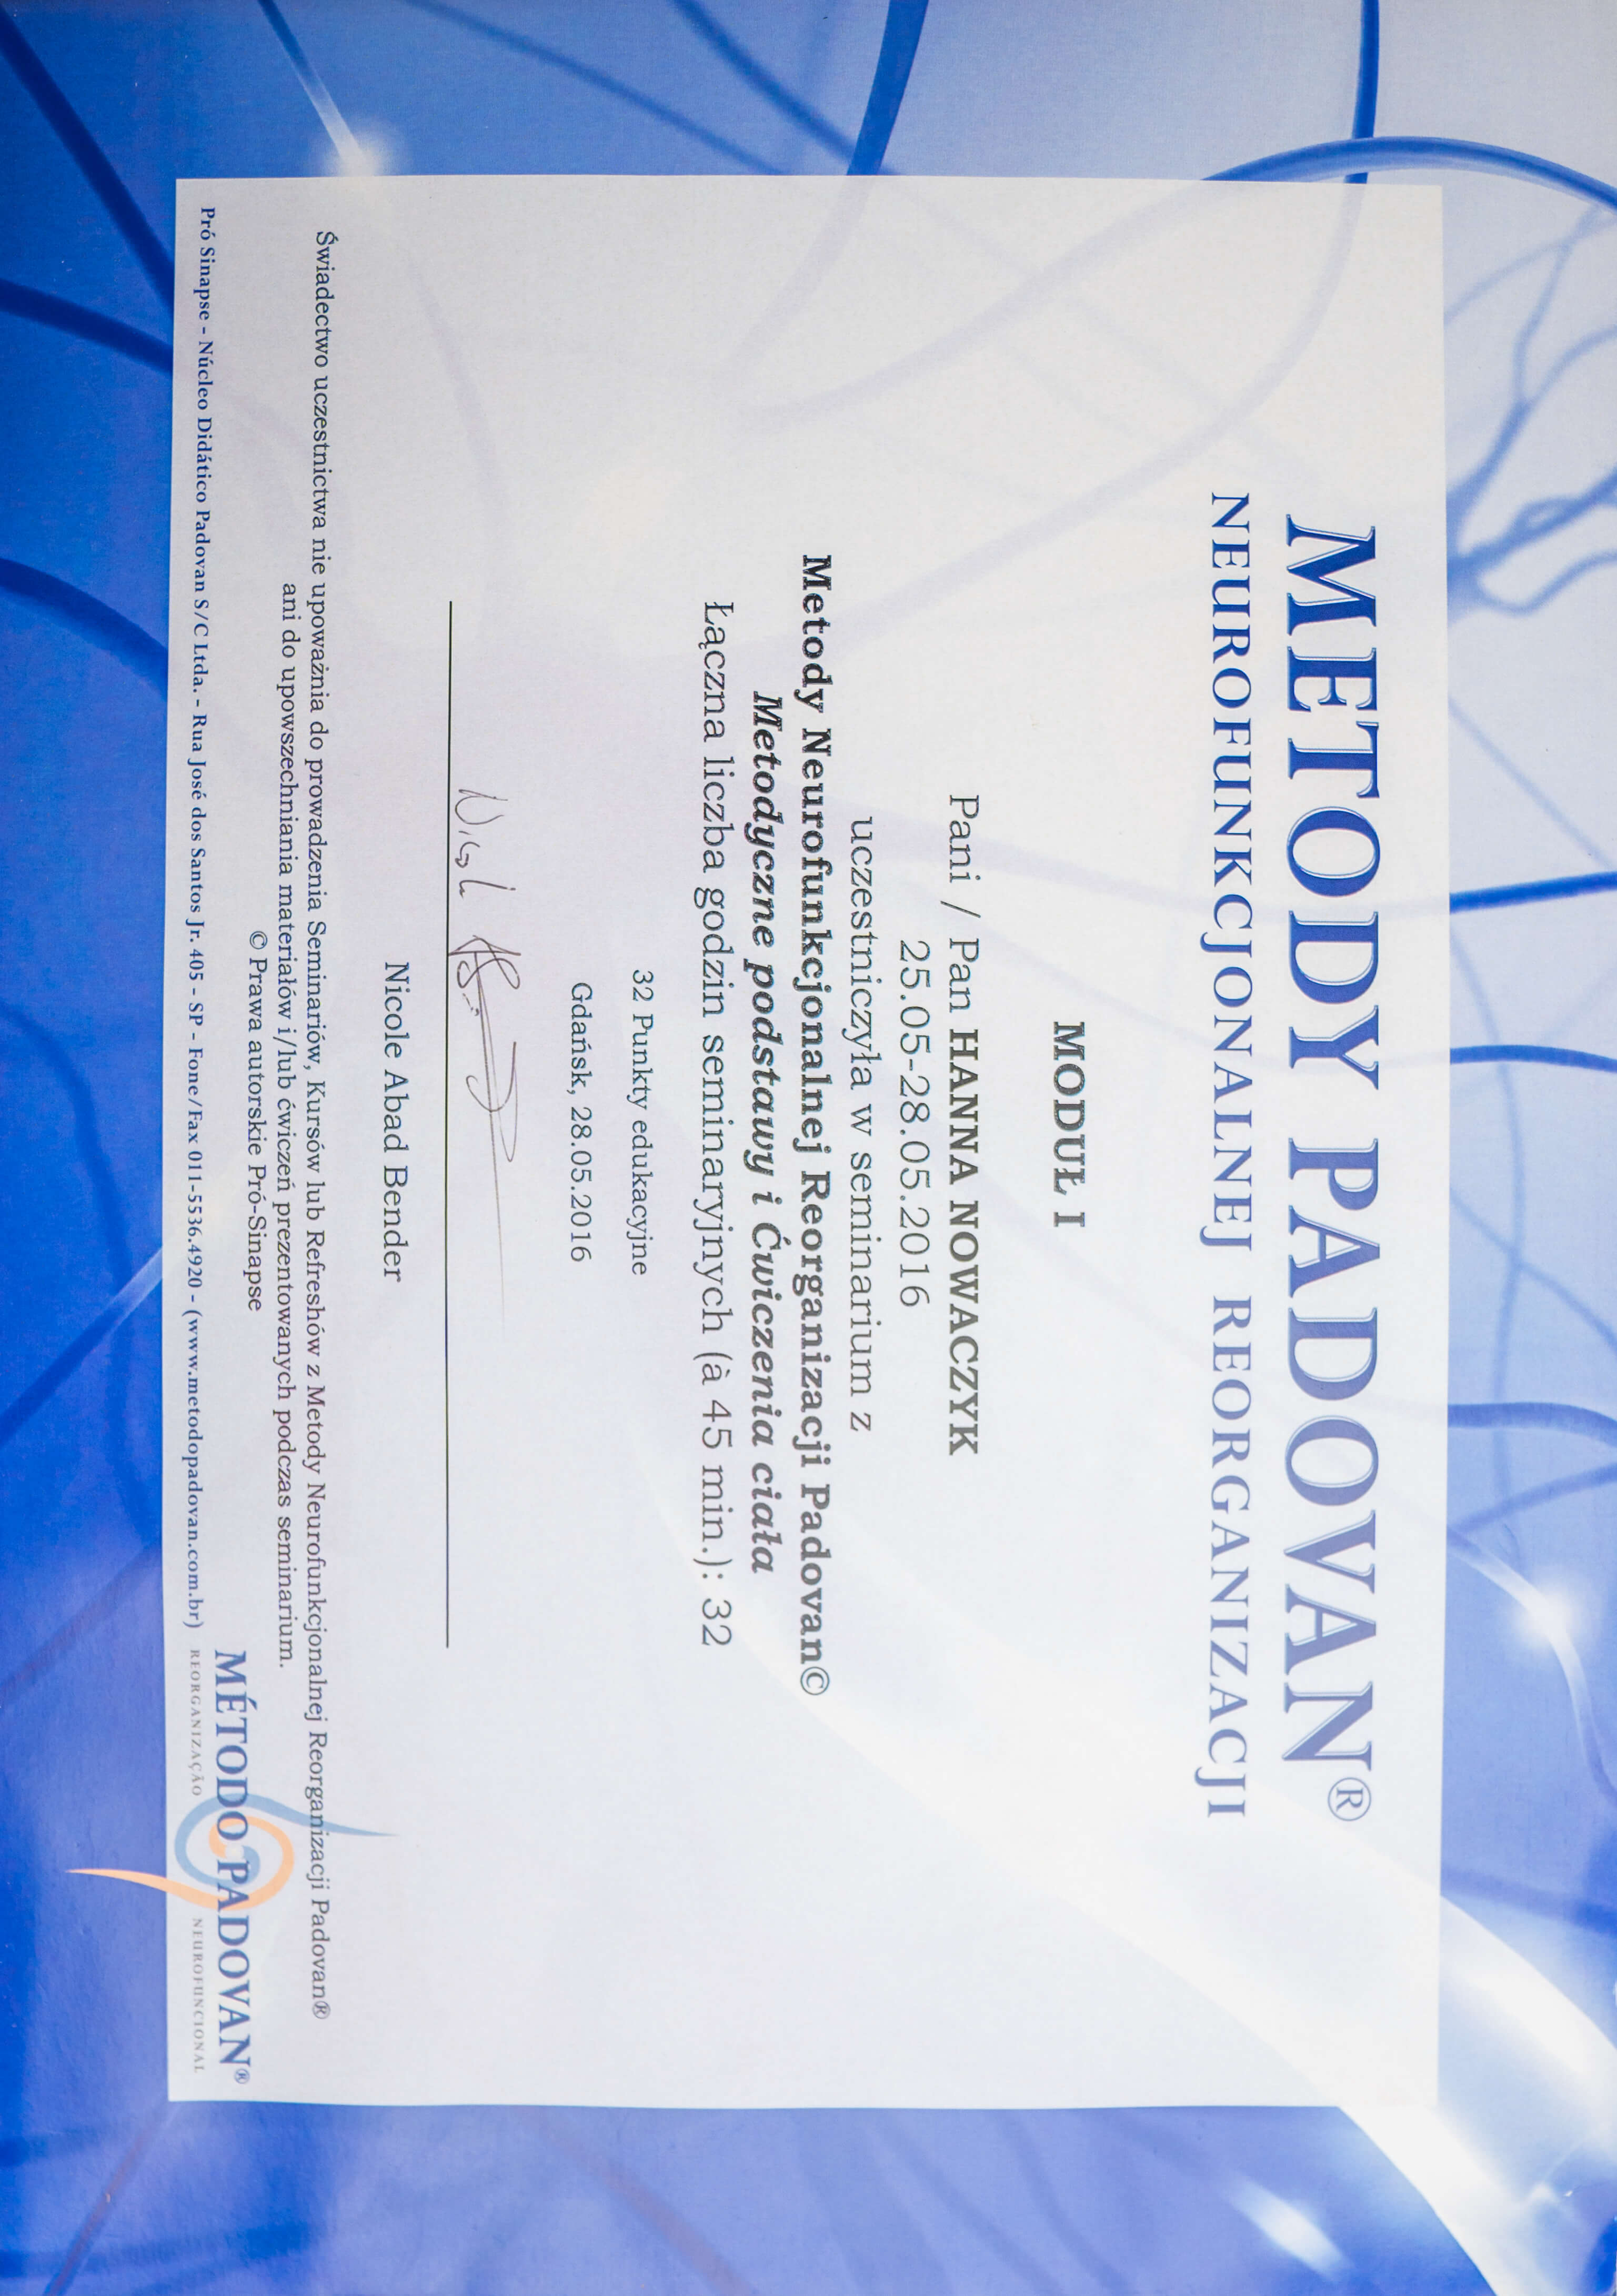 METODY PADOVAN®
NEUROFUNKCJONALNEJ REORGANIZACJI
MODUŁ I
Pani / Pan HANNA NOWACZYK
25.05-28.05.2016
uczestniczyła w seminarium z
Metody Neurofunkcjonalnej Reorganizacji Padovan©
Metodyczne podstawy i Ćwiczenia ciała
Łączna liczba godzin seminaryjnych (à 45 min.): 32
32 Punkty edukacyjne
Gdańsk, 28.05.2016
Nicole Abad Bender
Świadectwo uczestnictwa nie upoważnia do prowadzenia Seminariów, Kursów lub Refreshów z Metody Neurofunkcjonalnej Reorganizacji Padovan®
ani do upowszechniania materiałów i/lub ćwiczeń prezentowanych podczas seminarium.
© Prawa autorskie Pró-Sinapse
Pró Sinapse - Núcleo Didático Padovan S/C Ltda. - Rua José dos Santos Jr. 405 - SP - Fone/Fax 011-5536.4920 - (www.metodopadovan.com.br)
MÉTODO PADOVAN®
REORGANIZAÇÃO NEUROFUNCIONAL